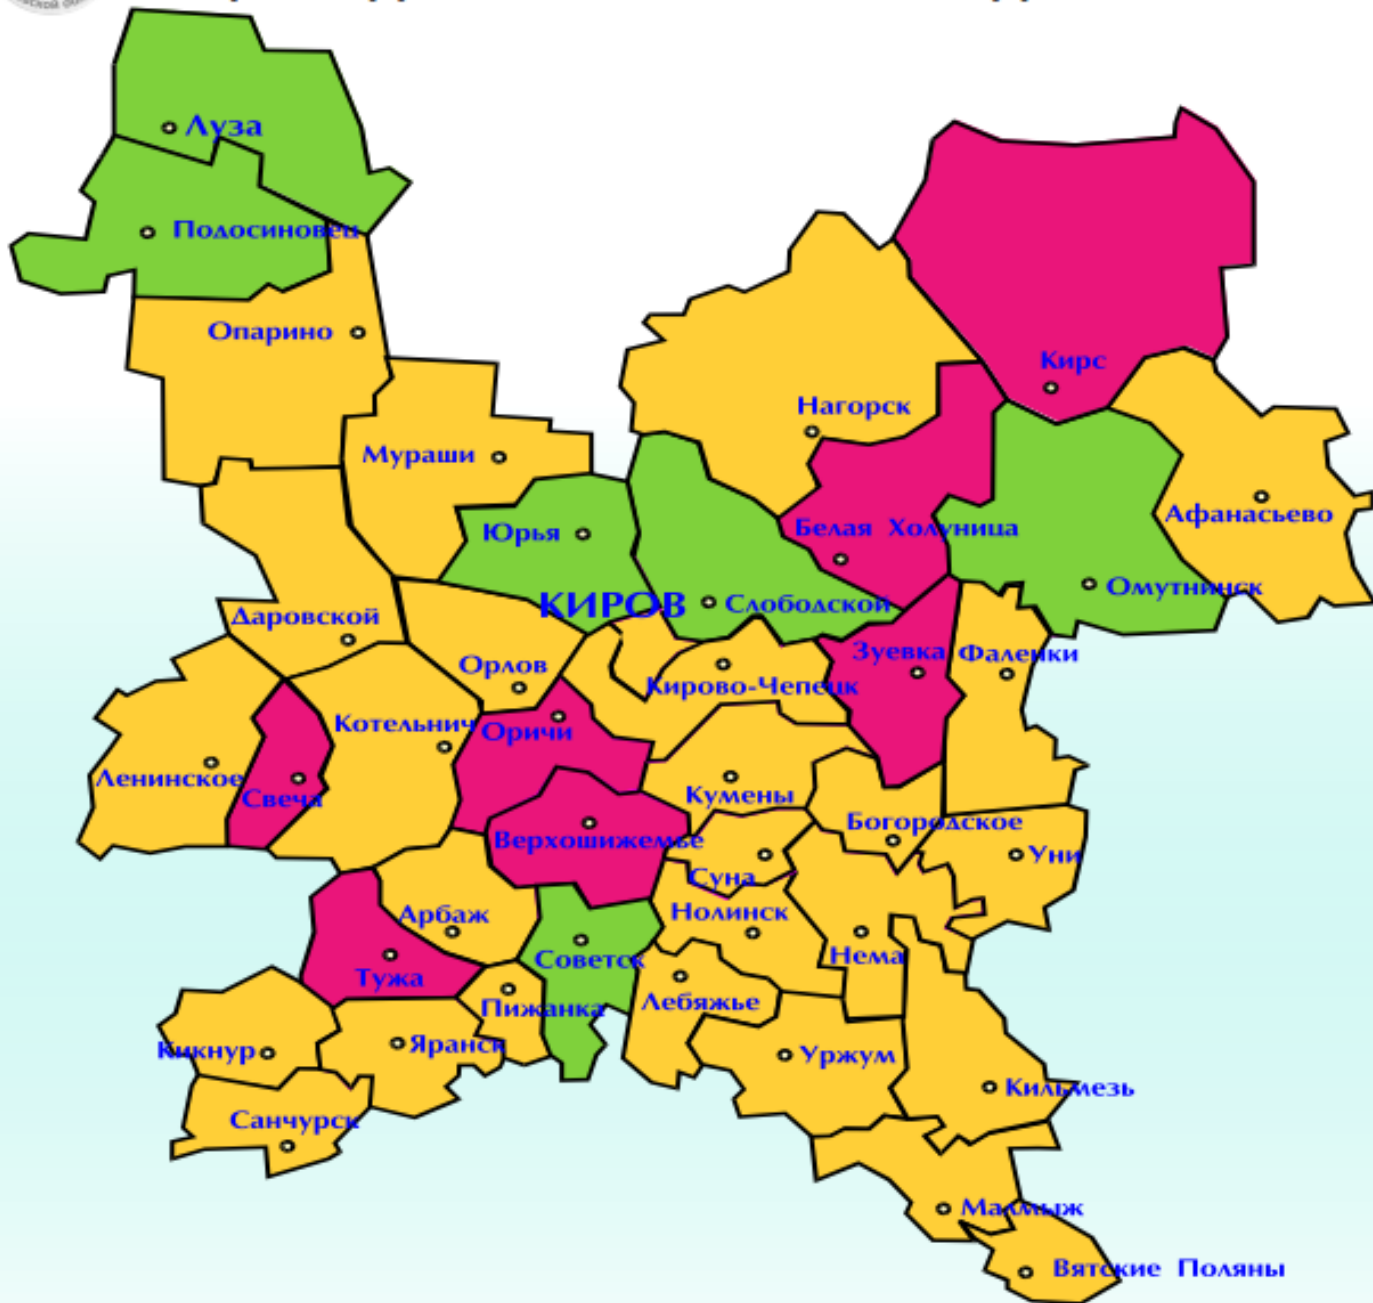 Луза
Подосиновец
Опарино
Кирс
Нагорск
Мураши
Афанасьево
Юрья
Белая Холуница
Омутнинск
КИРОВ
Слободской
Даровской
Зуевка
Фаленки
Орлов
Кирово-Чепецк
Котельнич
Оричи
Ленинское
Свеча
Кумены
Богородское
Верхошижемье
Уни
Суна
Арбаж
Нолинск
Советск
Нема
Тужа
Лебяжье
Пижанка
Кикнур
Яранск
Уржум
Кильмезь
Санчурск
Малмыж
Вятские Поляны